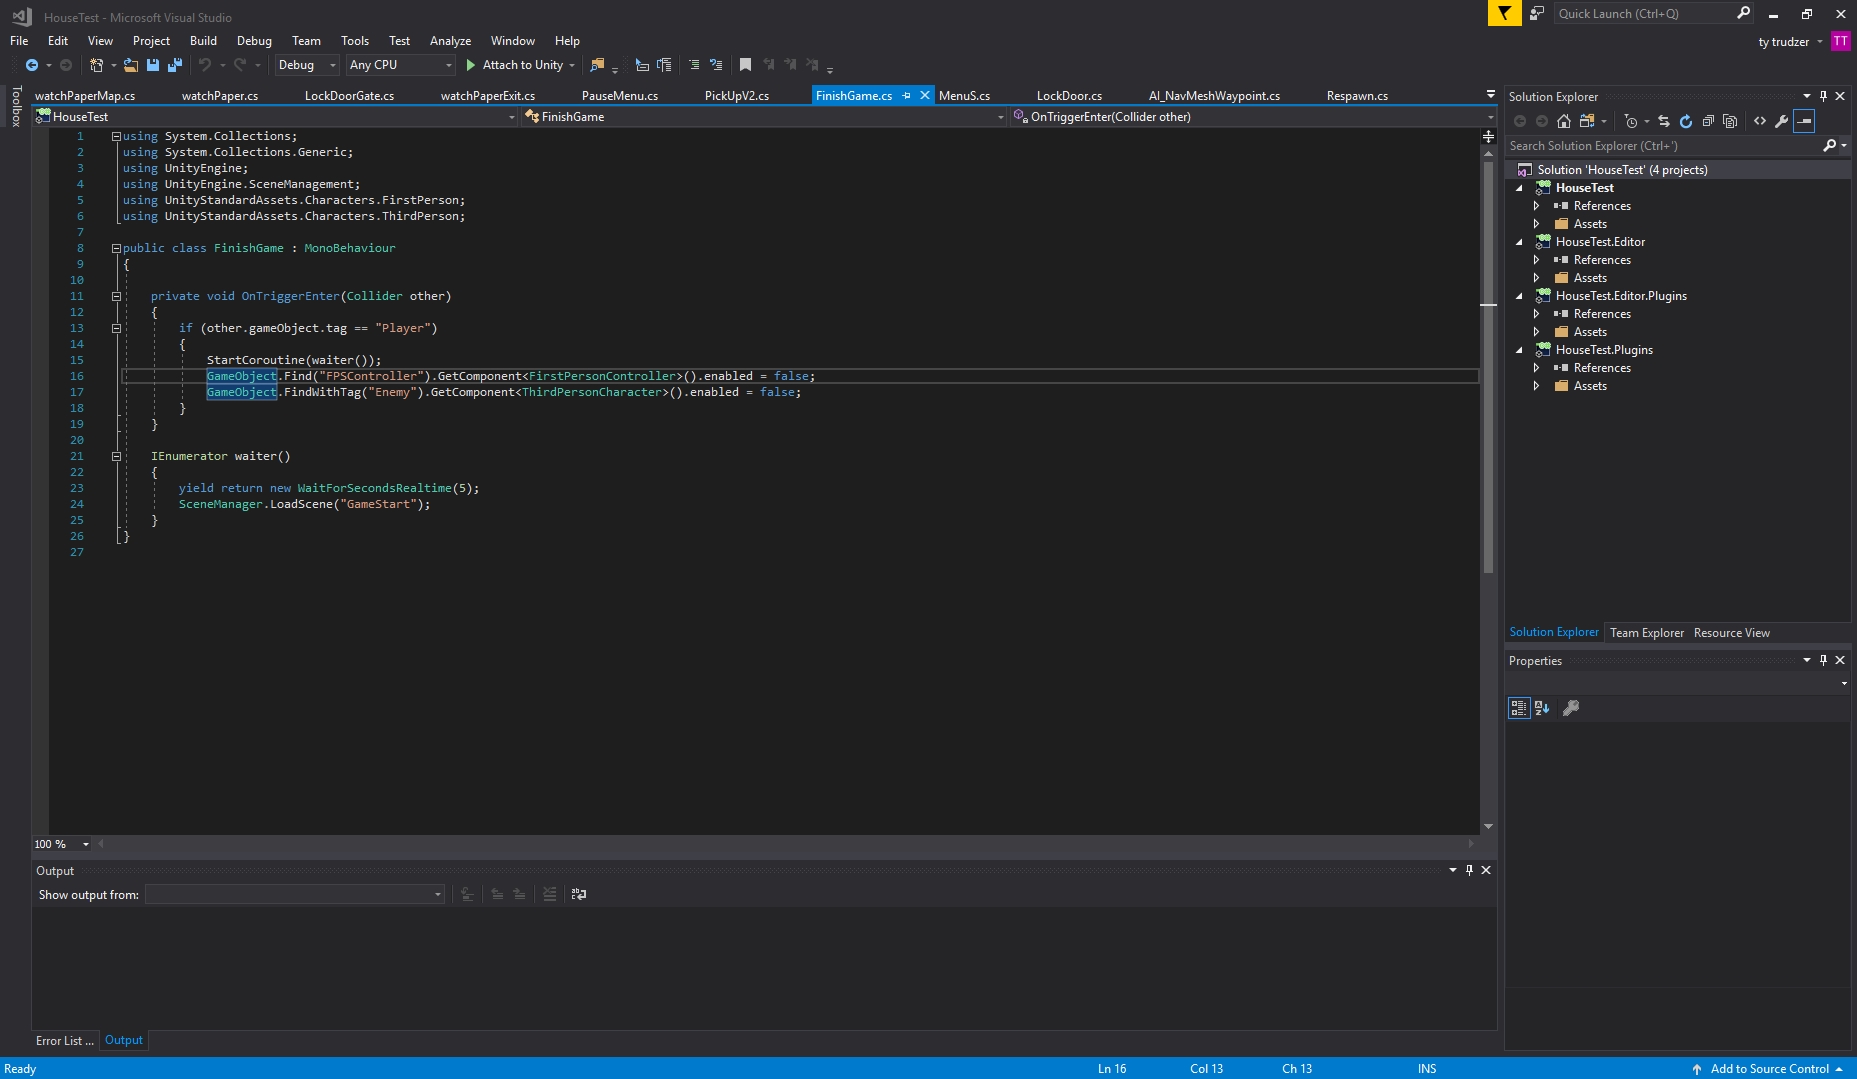 HouseTest - Microsoft Visual Studio
Quick Launch (Ctrl+Q)
File Edit View Project Build Debug Team Tools Test Analyze Window Help
ty trudzer TT
Debug Any CPU Attach to Unity
Toolbox
watchPaperMap.cs watchPaper.cs LockDoorGate.cs watchPaperExit.cs PauseMenu.cs PickUpV2.cs FinishGame.cs MenuS.cs LockDoor.cs AI_NavMeshWaypoint.cs Respawn.cs
HouseTest FinishGame OnTriggerEnter(Collider other)
1 using System.Collections;
2 using System.Collections.Generic;
3 using UnityEngine;
4 using UnityEngine.SceneManagement;
5 using UnityStandardAssets.Characters.FirstPerson;
6 using UnityStandardAssets.Characters.ThirdPerson;
7
8 public class FinishGame : MonoBehaviour
9 {
10
11 private void OnTriggerEnter(Collider other)
12 {
13 if (other.gameObject.tag == "Player")
14 {
15 StartCoroutine(waiter());
16 GameObject.Find("FPSController").GetComponent<FirstPersonController>().enabled = false;
17 GameObject.FindWithTag("Enemy").GetComponent<ThirdPersonCharacter>().enabled = false;
18 }
19 }
20
21 IEnumerator waiter()
22 {
23 yield return new WaitForSecondsRealtime(5);
24 SceneManager.LoadScene("GameStart");
25 }
26 }
27
100 %
Output
Show output from:
Error List ... Output
Solution Explorer
Search Solution Explorer (Ctrl+')
Solution 'HouseTest' (4 projects)
HouseTest
References
Assets
HouseTest.Editor
References
Assets
HouseTest.Editor.Plugins
References
Assets
HouseTest.Plugins
References
Assets
Solution Explorer Team Explorer Resource View
Properties
Ready Ln 16 Col 13 Ch 13 INS Add to Source Control